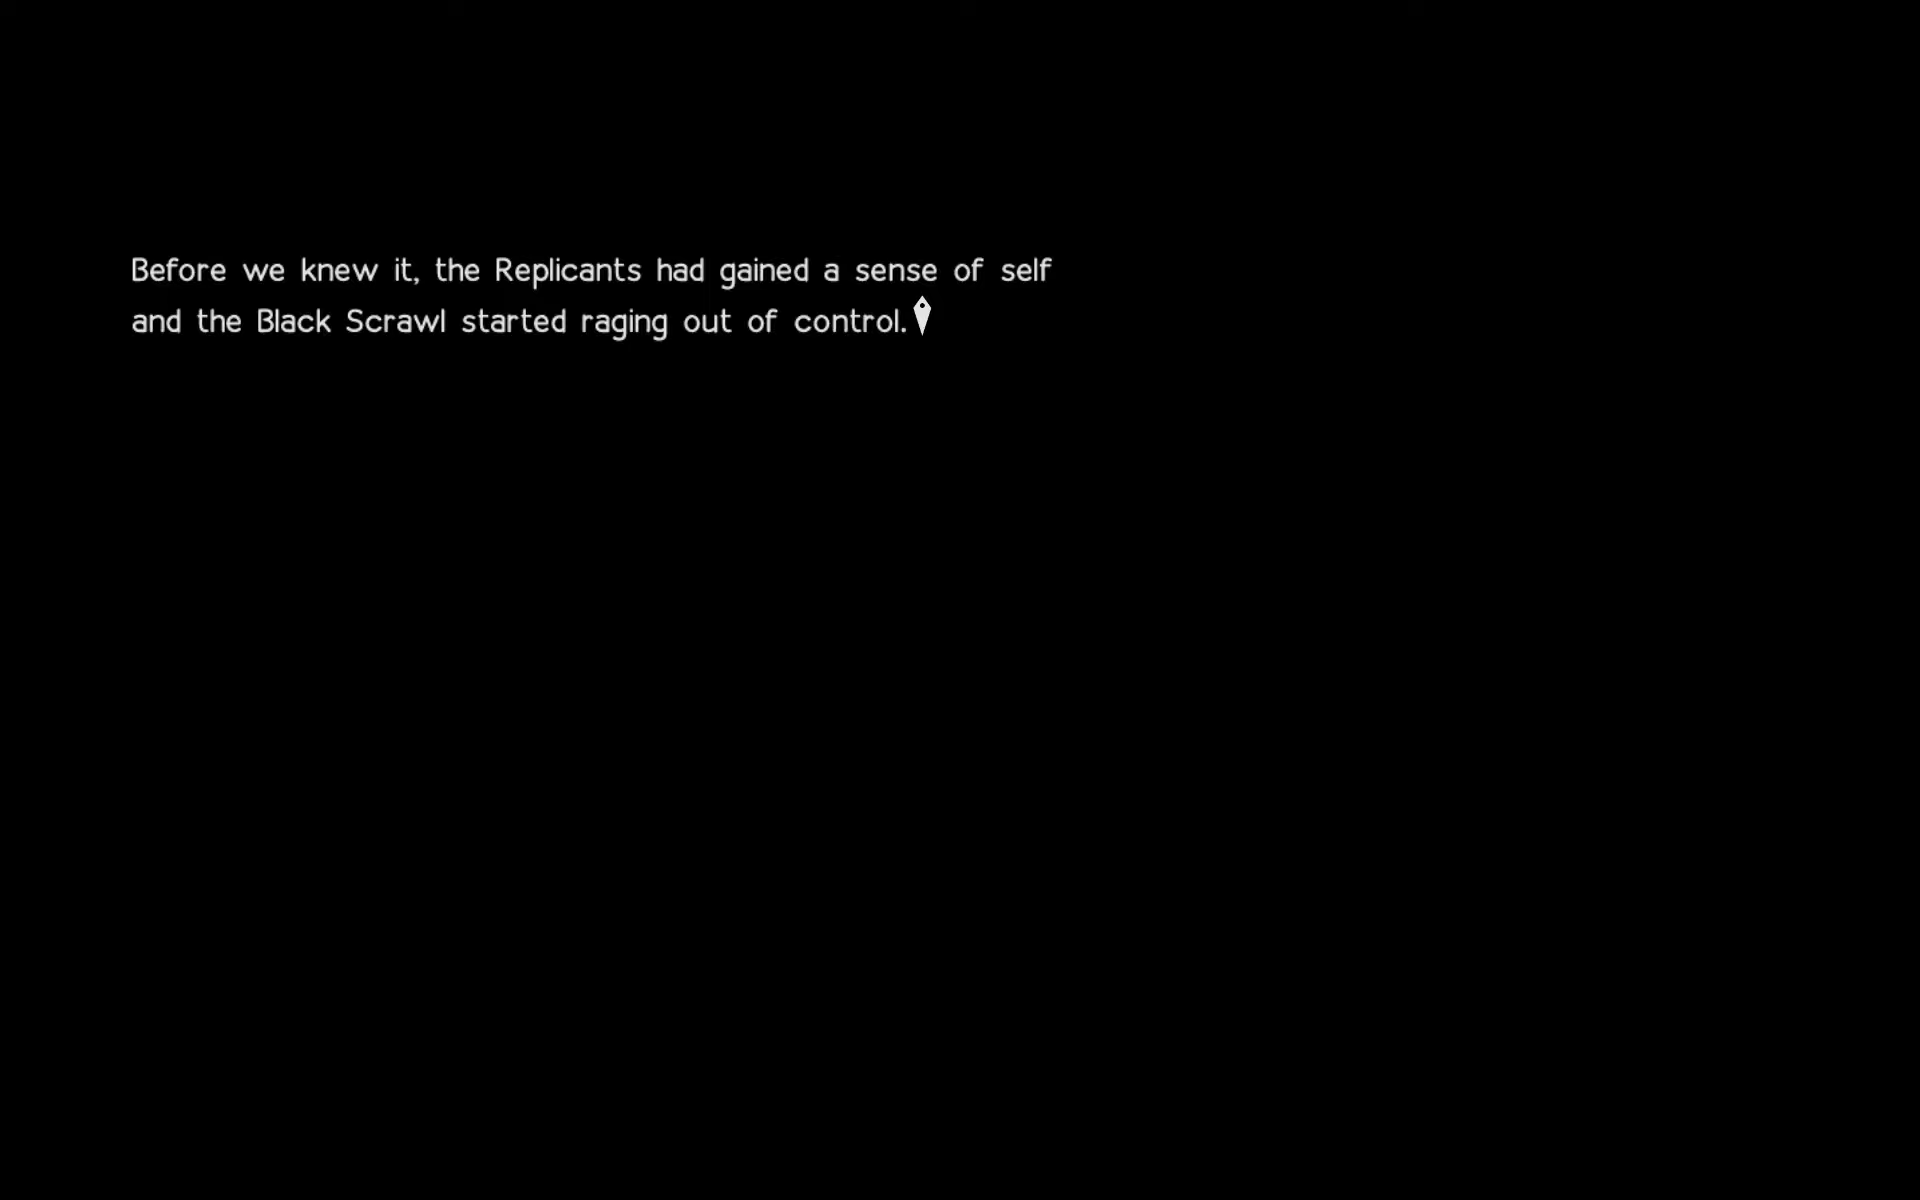 Before we knew it, the Replicants had gained a sense of self
and the Black Scrawl started raging out of control.